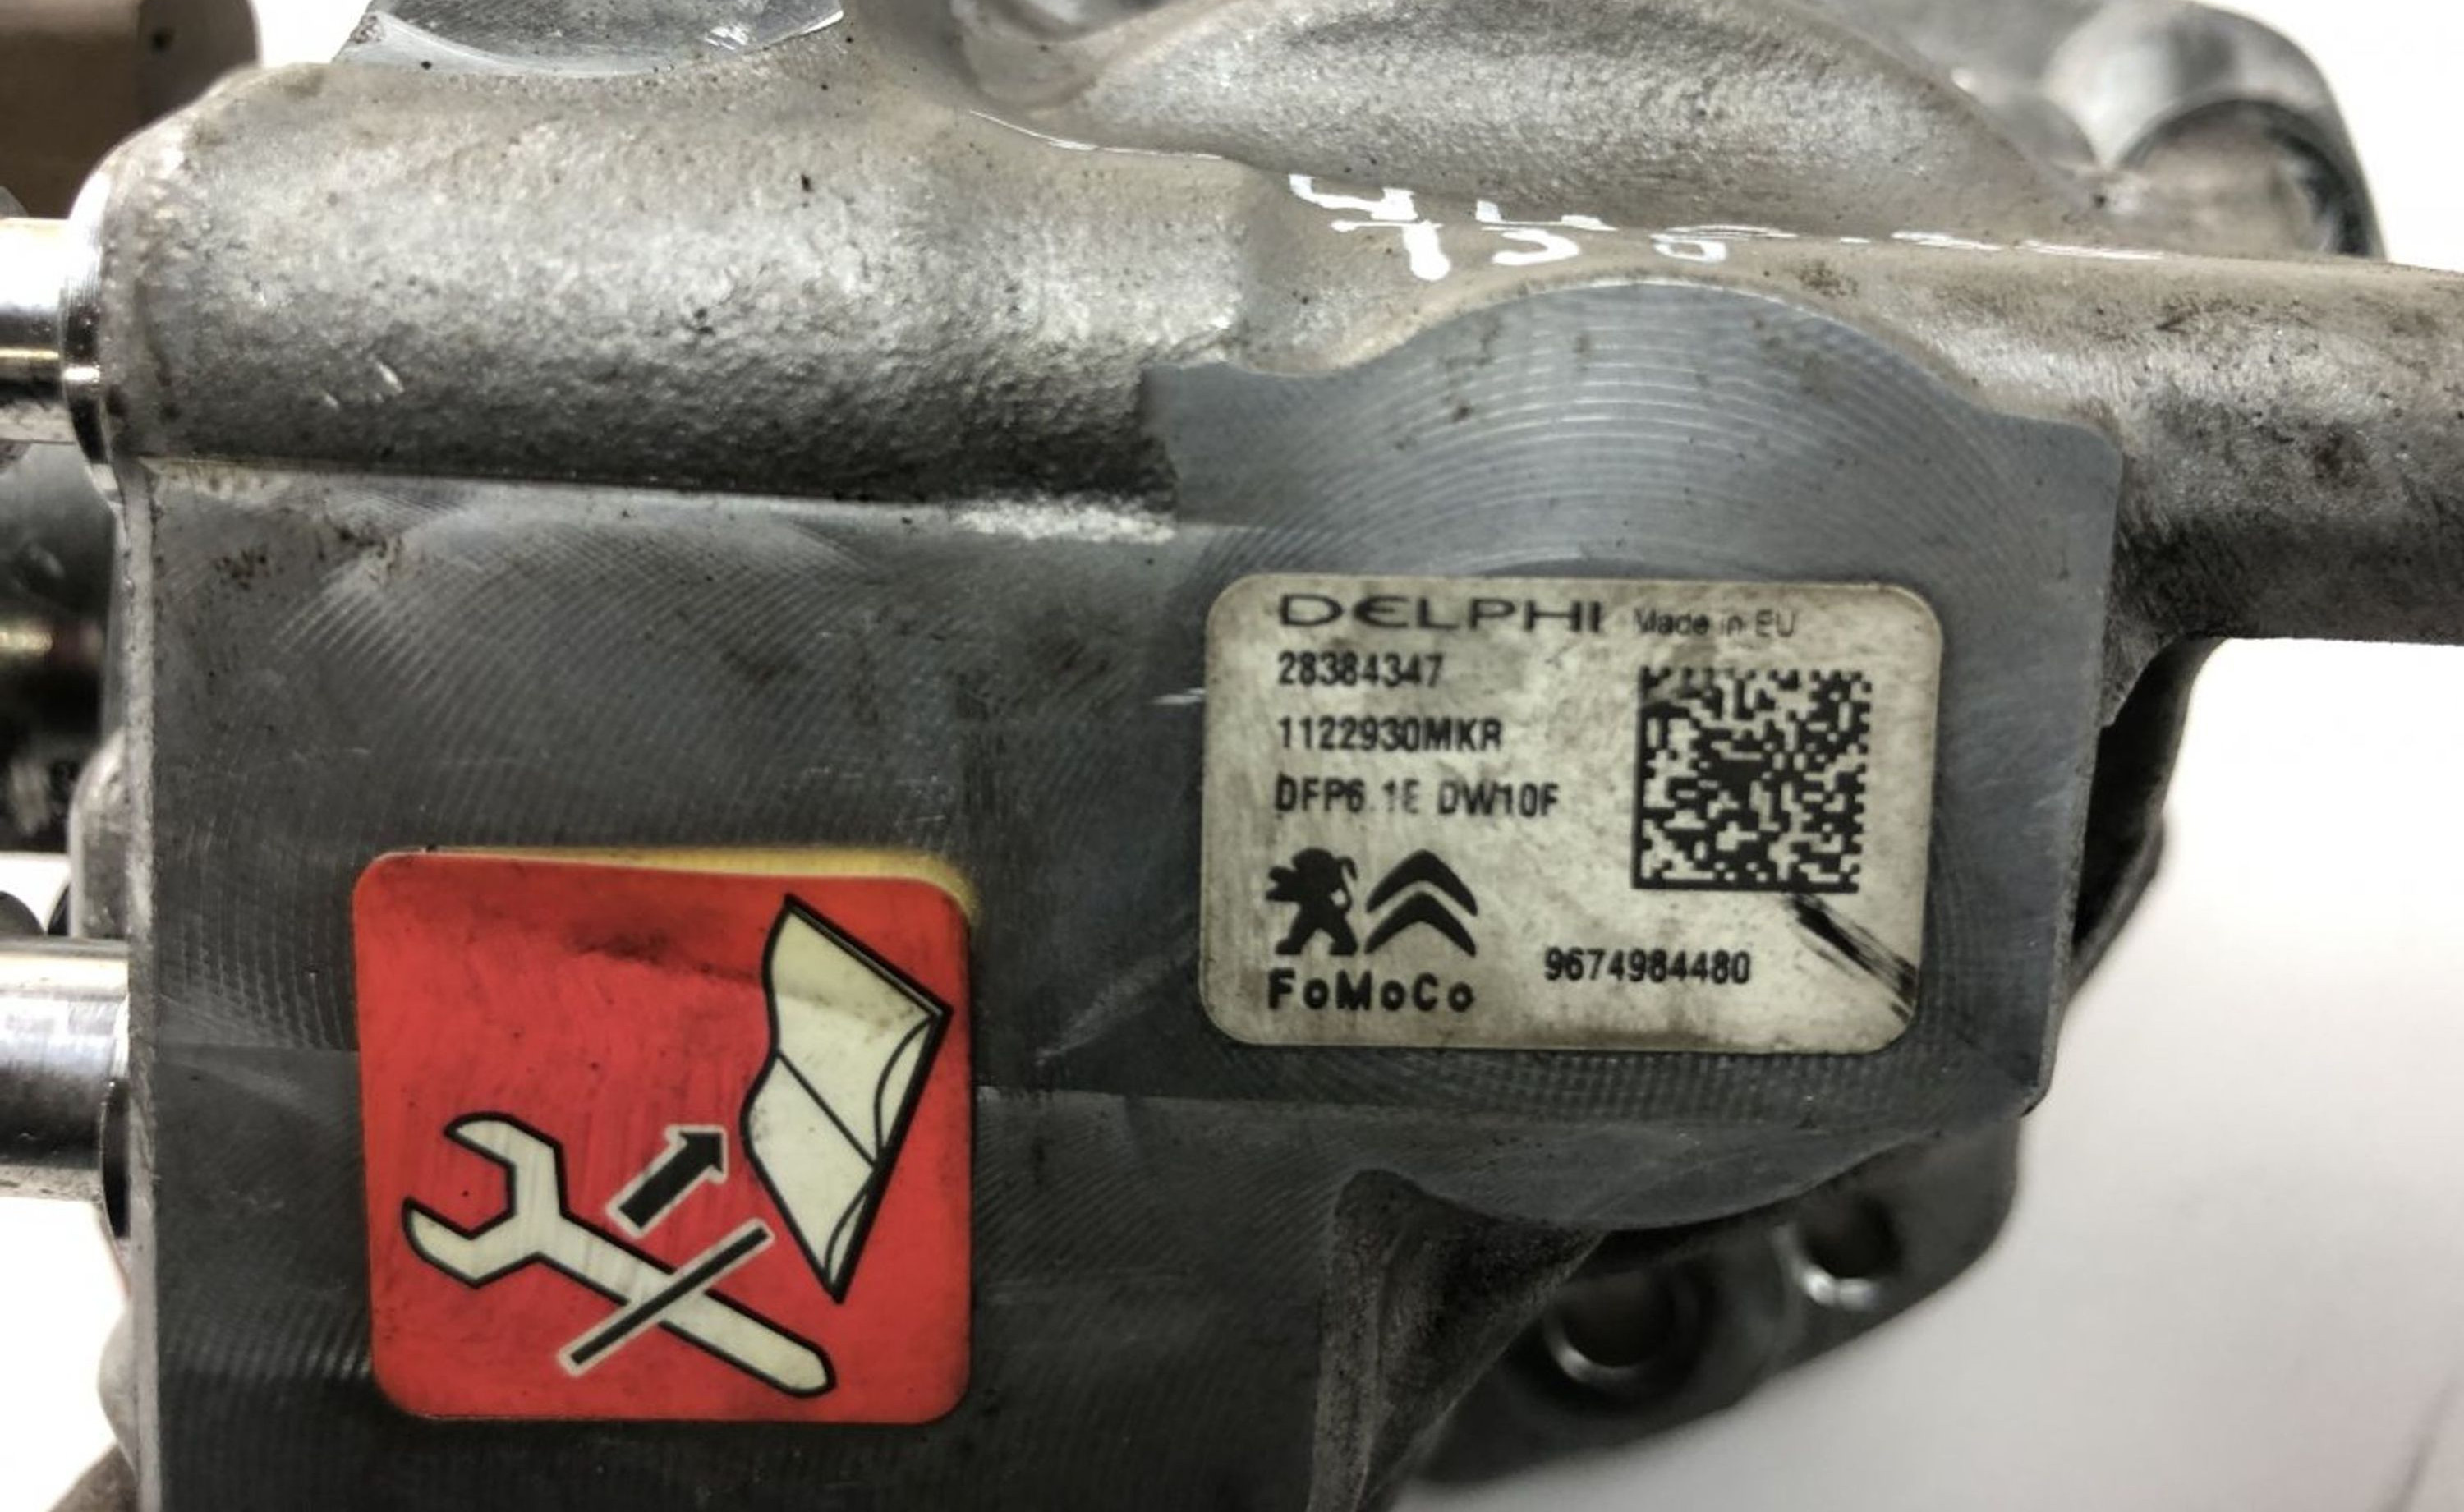 DELPHI Made in EU
28384347
1122930MKR
DFP6.1E DW10F
FoMoCo
9674984480